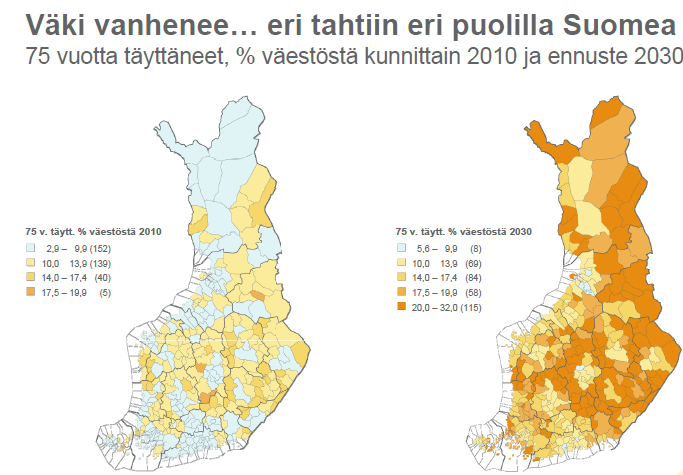 Väki vanhenee… eri tahtiin eri puolilla Suomea
75 vuotta täyttäneet, % väestöstä kunnittain 2010 ja ennuste 2030
75 v. täytt. % väestöstä 2010
2,9 – 9,9 (152)
10,0 13,9 (139)
14,0 – 17,4 (40)
17,5 – 19,9 (5)
75 v. täytt. % väestöstä 2030
5,6 – 9,9 (8)
10,0 13,9 (69)
14,0 – 17,4 (84)
17,5 – 19,9 (58)
20,0 – 32,0 (115)